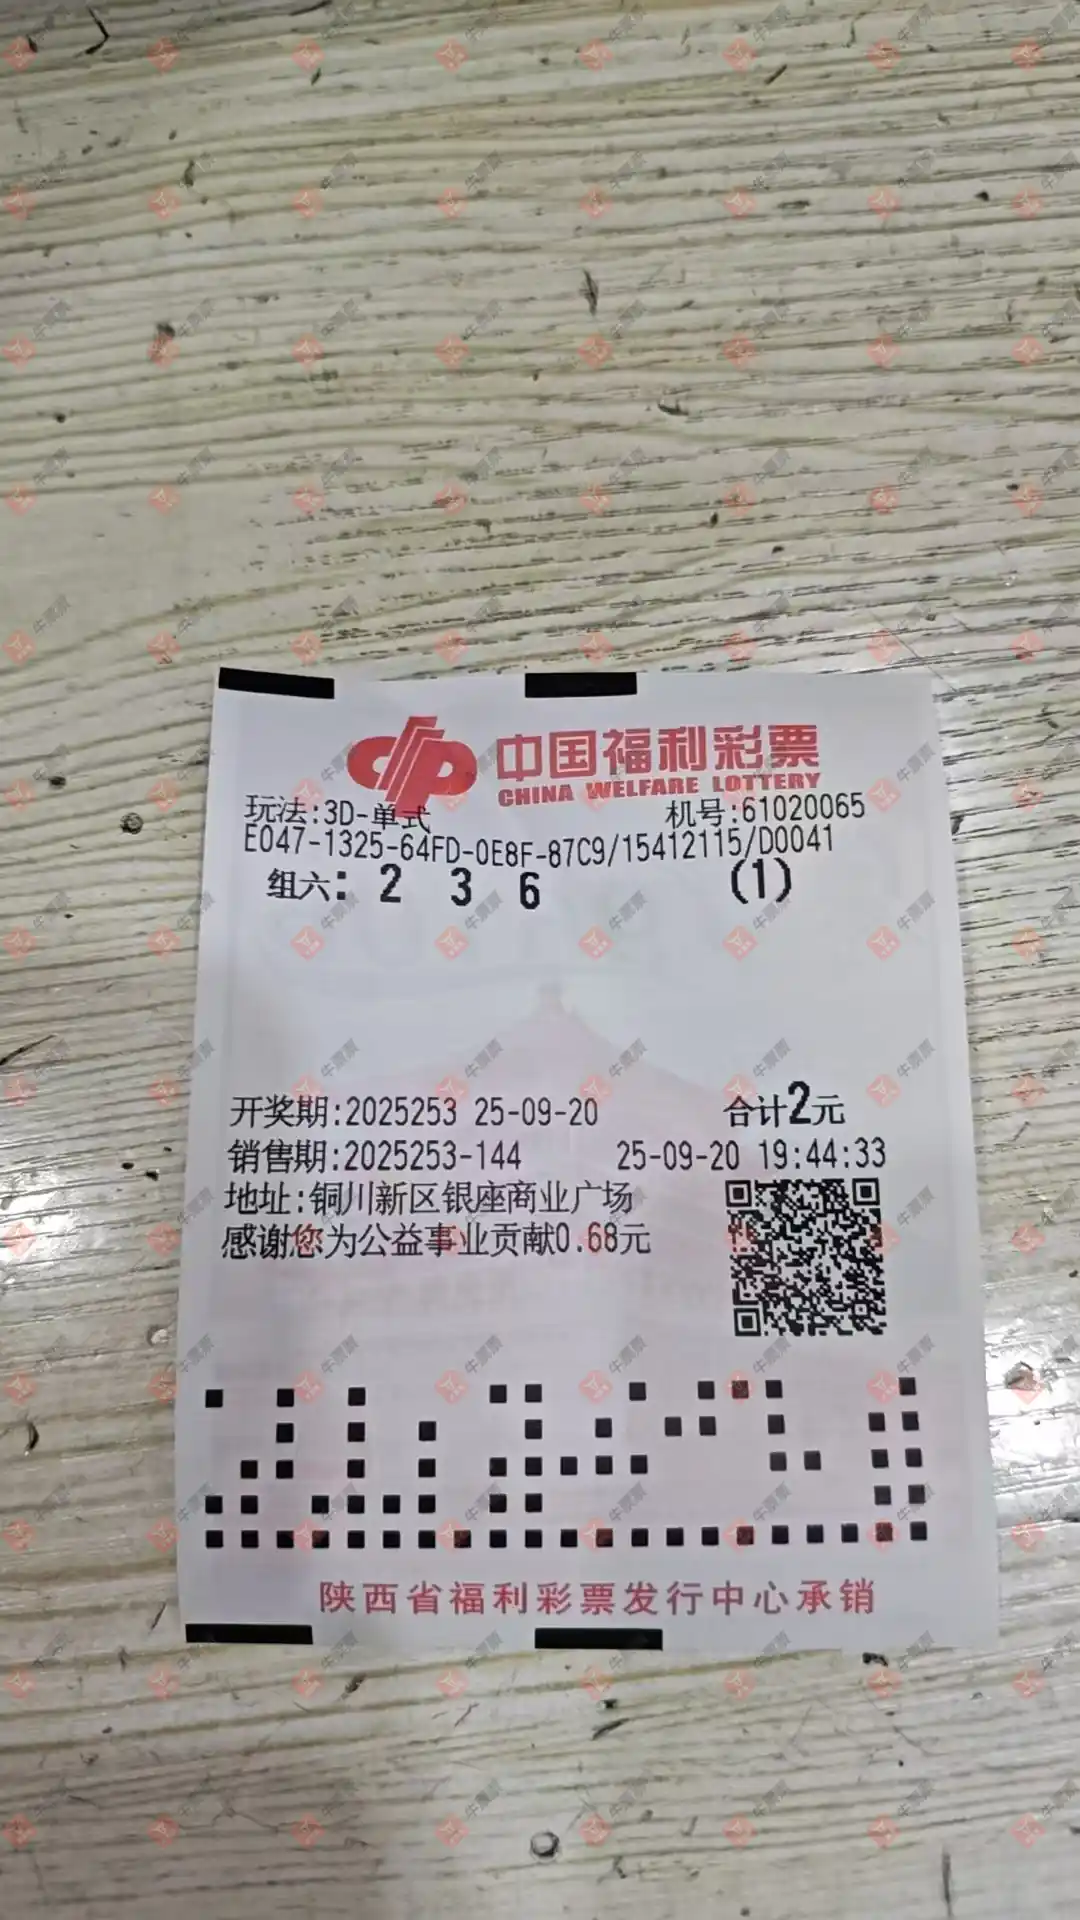 中国福利彩票
CHINA WELFARE LOTTERY
玩法:3D-单式 机号:61020065
E047-1325-64FD-0E8F-87C9/15412115/D0041
组六: 2 3 6 (1)
开奖期:2025253 25-09-20 合计2元
销售期:2025253-144 25-09-20 19:44:33
地址:铜川新区银座商业广场
感谢您为公益事业贡献0.68元
陕西省福利彩票发行中心承销
牛票票